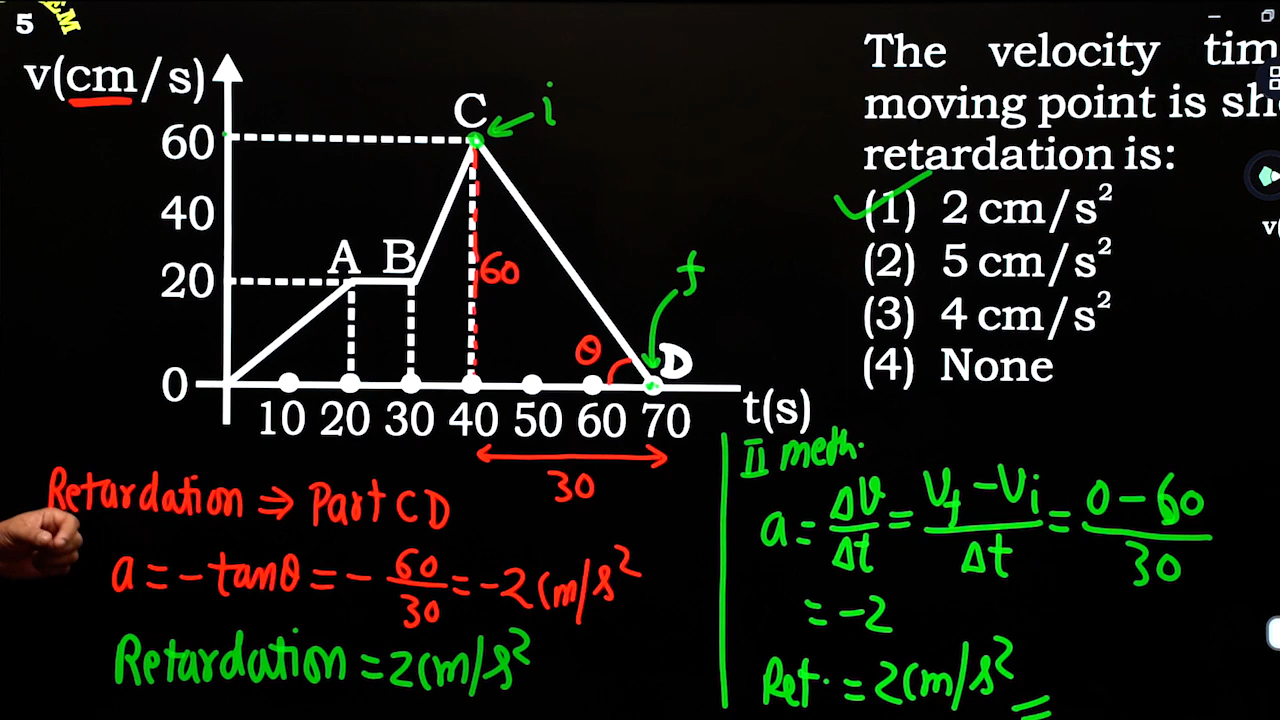 5
EM
v(cm/s)
60
40
20
0
A
B
C
i
60
f
θ
D
10 20 30 40 50 60 70
t(s)
30
The velocity tim
moving point is sh
retardation is:
(1) 2 cm/s²
(2) 5 cm/s²
(3) 4 cm/s²
(4) None
v(
Retardation ⇒ Part CD
a = -tanθ = - 60/30 = -2 cm/s²
Retardation = 2 cm/s²
II meth.
a = Δv/Δt = Vf - Vi/Δt = 0 - 60/30
= -2
Ret. = 2 cm/s²